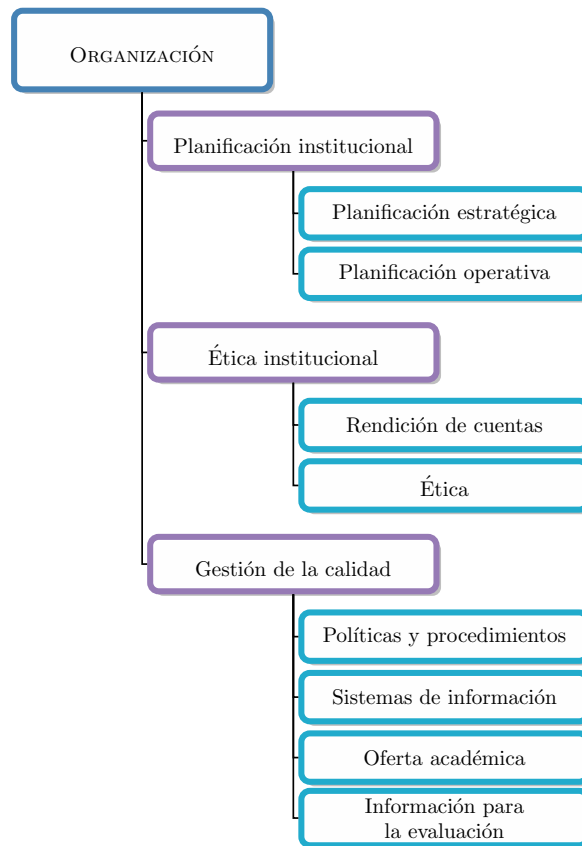 ORGANIZACIÓN
Planificación institucional
Planificación estratégica
Planificación operativa
Ética institucional
Rendición de cuentas
Ética
Gestión de la calidad
Políticas y procedimientos
Sistemas de información
Oferta académica
Información para
la evaluación